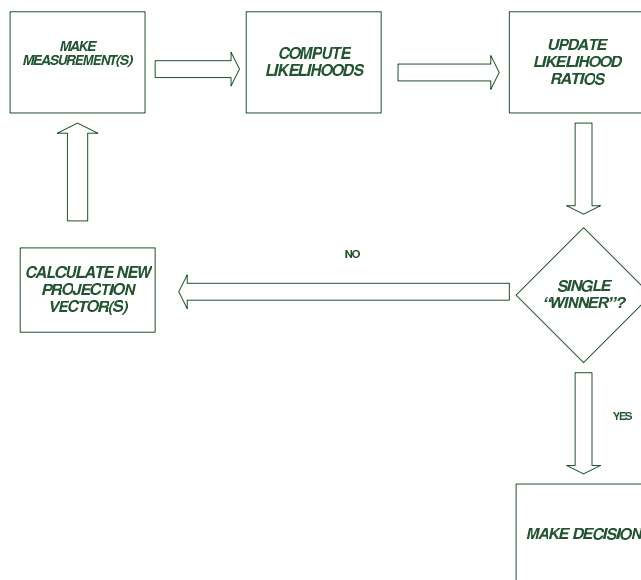 MAKE
MEASUREMENT(S)
COMPUTE
LIKELIHOODS
UPDATE
LIKELIHOOD
RATIOS
NO
CALCULATE NEW
PROJECTION
VECTOR(S)
SINGLE
“WINNER”?
YES
MAKE DECISION